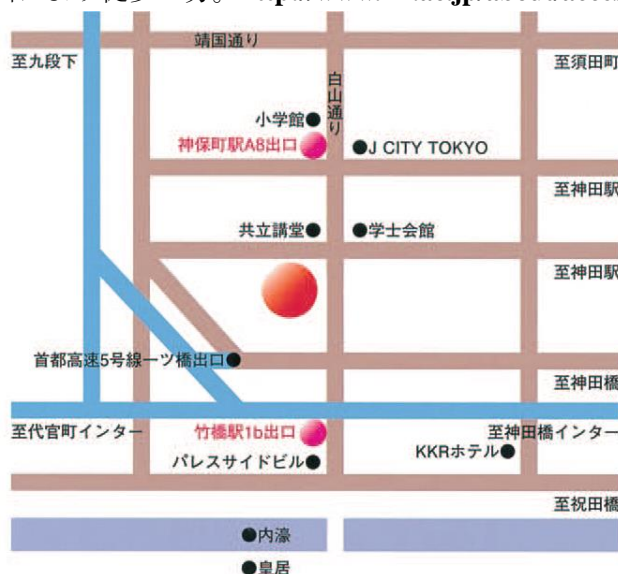 靖国通り
至九段下
至須田町
白山通り
小学館
神保町駅A8出口
J CITY TOKYO
至神田駅
共立講堂
学士会館
至神田駅
首都高速5号線一ツ橋出口
至神田橋
至代官町インター
竹橋駅1b出口
至神田橋インター
KKRホテル
パレスサイドビル
至祝田橋
内濠
皇居